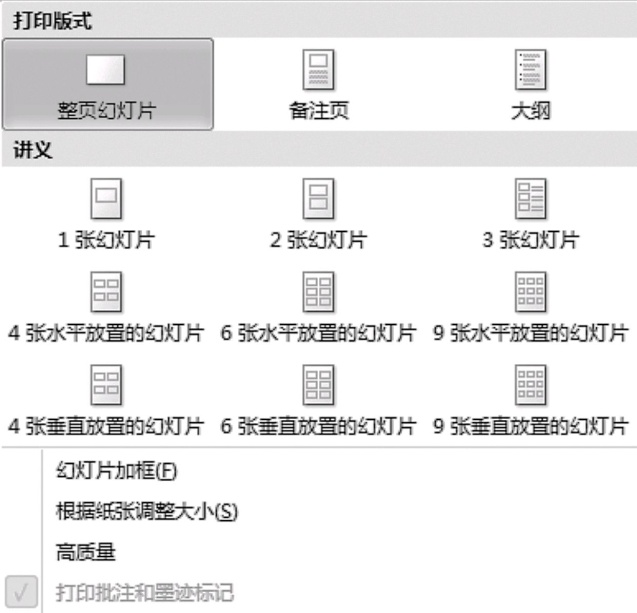 打印版式
整页幻灯片 备注页 大纲
讲义
1 张幻灯片 2 张幻灯片 3 张幻灯片
4 张水平放置的幻灯片 6 张水平放置的幻灯片 9 张水平放置的幻灯片
4 张垂直放置的幻灯片 6 张垂直放置的幻灯片 9 张垂直放置的幻灯片
幻灯片加框(F)
根据纸张调整大小(S)
高质量
打印批注和墨迹标记